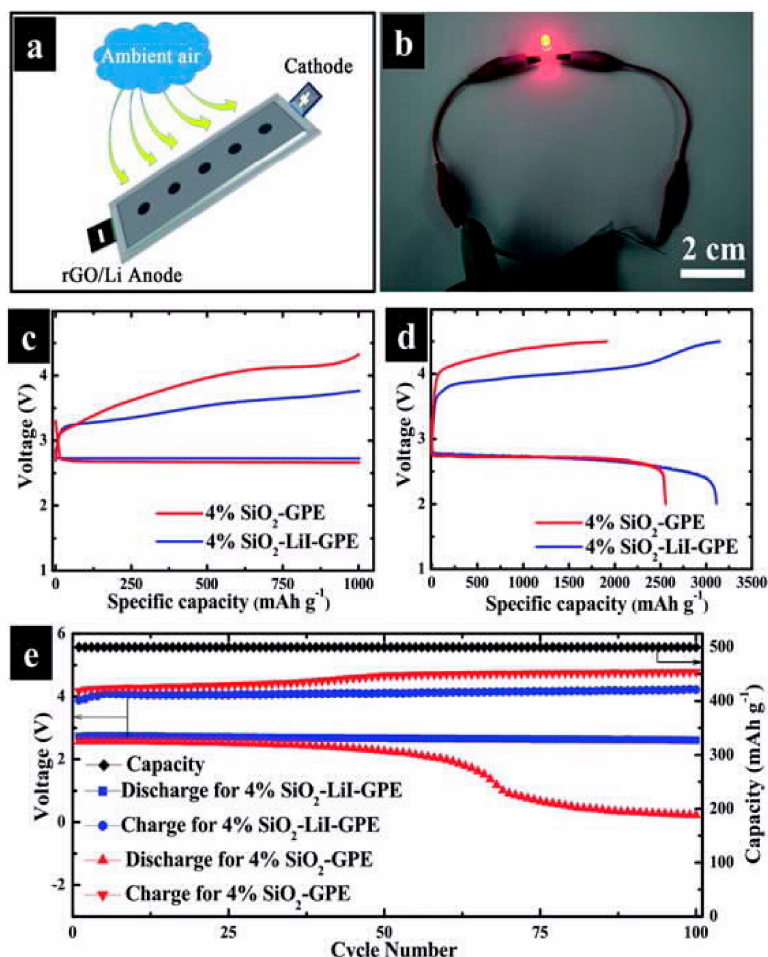 a
Ambient air
Cathode
+
-
rGO/Li Anode
b
2 cm
c
Voltage (V)
4
3
2
1
0 250 500 750 1000
Specific capacity (mAh g⁻¹)
4% SiO₂-GPE
4% SiO₂-LiI-GPE
d
Voltage (V)
4
3
2
1
0 500 1000 1500 2000 2500 3000 3500
Specific capacity (mAh g⁻¹)
4% SiO₂-GPE
4% SiO₂-LiI-GPE
e
Voltage (V)
6
4
2
0
-2
Capacity
Discharge for 4% SiO₂-LiI-GPE
Charge for 4% SiO₂-LiI-GPE
Discharge for 4% SiO₂-GPE
Charge for 4% SiO₂-GPE
0 25 50 75 100
Cycle Number
500
400
300
200
100
0
Capacity (mAh g⁻¹)